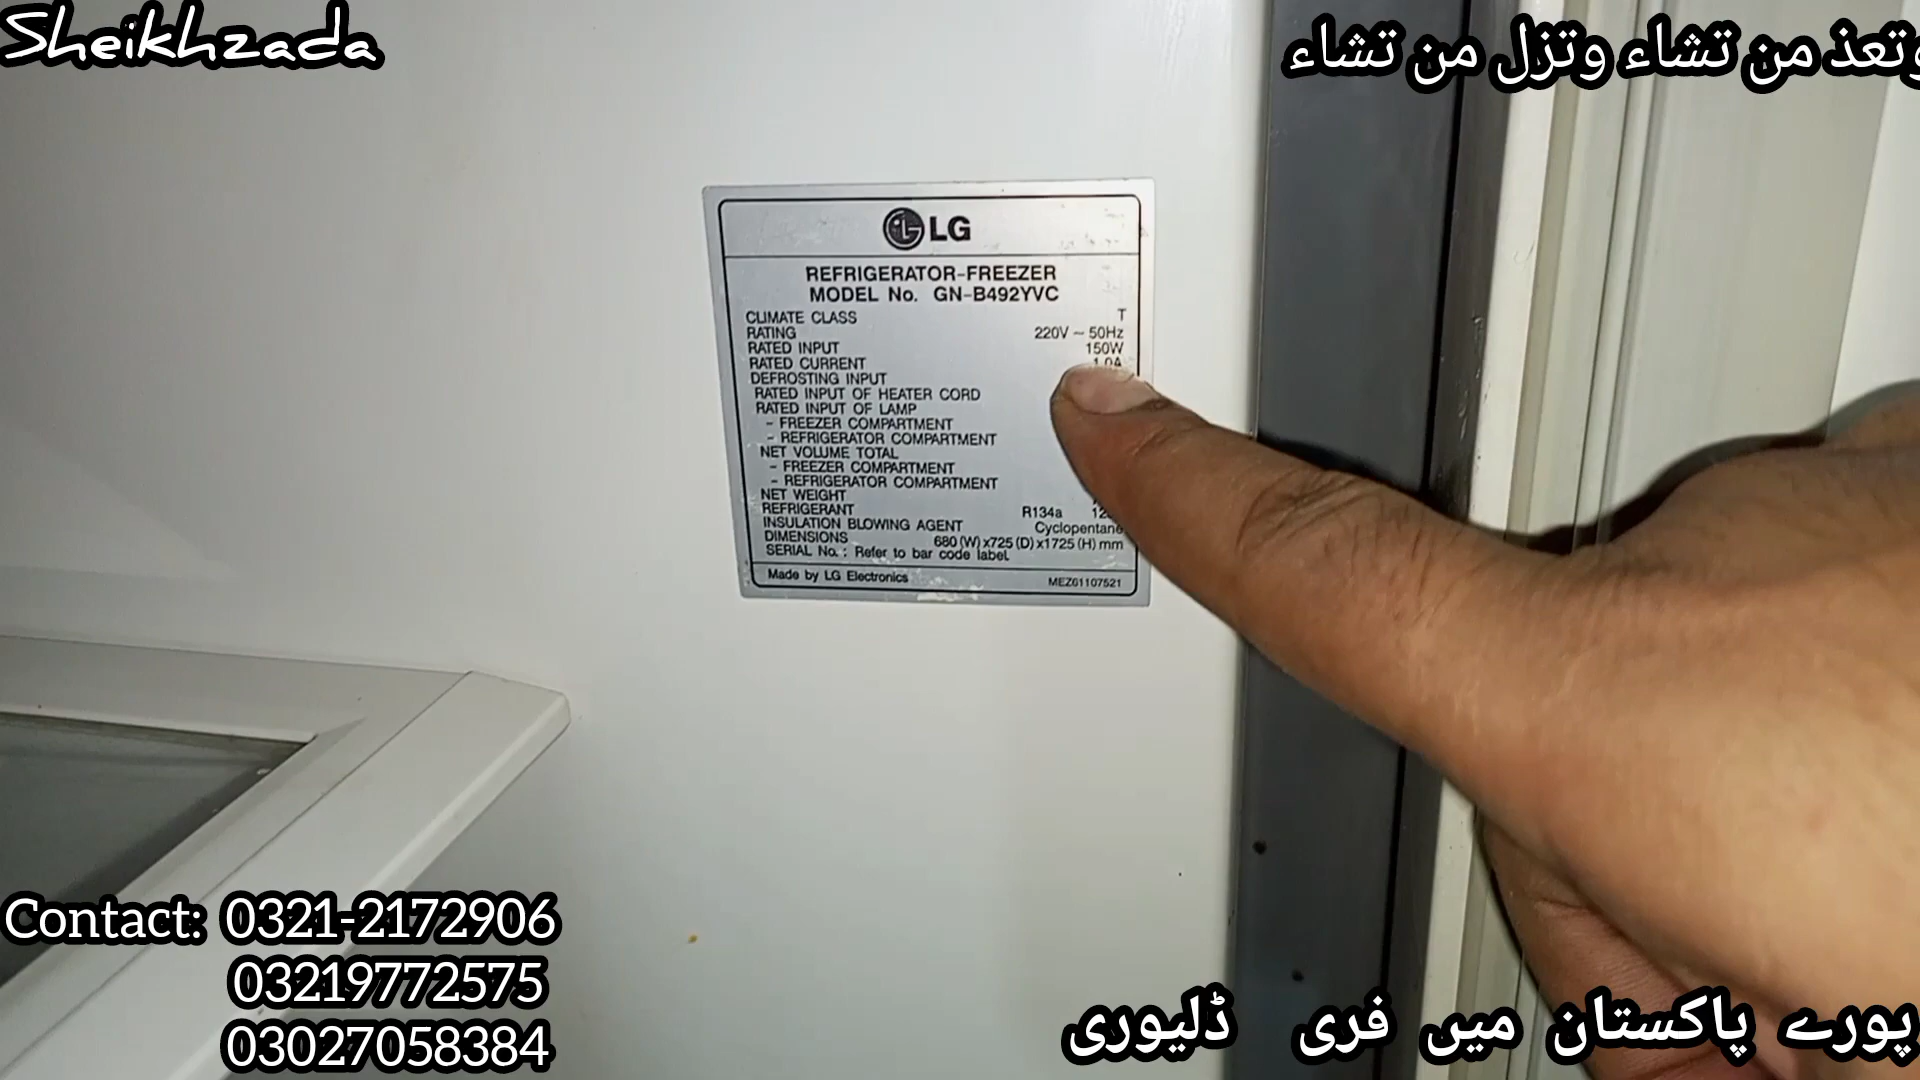 Sheikhzada
وتعذ من تشاء وتزل من تشاء
LG
REFRIGERATOR-FREEZER
MODEL No. GN-B492YVC
CLIMATE CLASS T
RATING 220V ~ 50Hz
RATED INPUT 150W
RATED CURRENT 1.0A
DEFROSTING INPUT
RATED INPUT OF HEATER CORD
RATED INPUT OF LAMP
- FREEZER COMPARTMENT
- REFRIGERATOR COMPARTMENT
NET VOLUME TOTAL
- FREEZER COMPARTMENT
- REFRIGERATOR COMPARTMENT
NET WEIGHT
REFRIGERANT R134a
INSULATION BLOWING AGENT Cyclopentane
DIMENSIONS 680 (W) x725 (D) x1725 (H) mm
SERIAL No. : Refer to bar code label.
Made by LG Electronics MEZ61107521
Contact: 0321-2172906
03219772575
03027058384
پورے پاکستان میں فری ڈلیوری